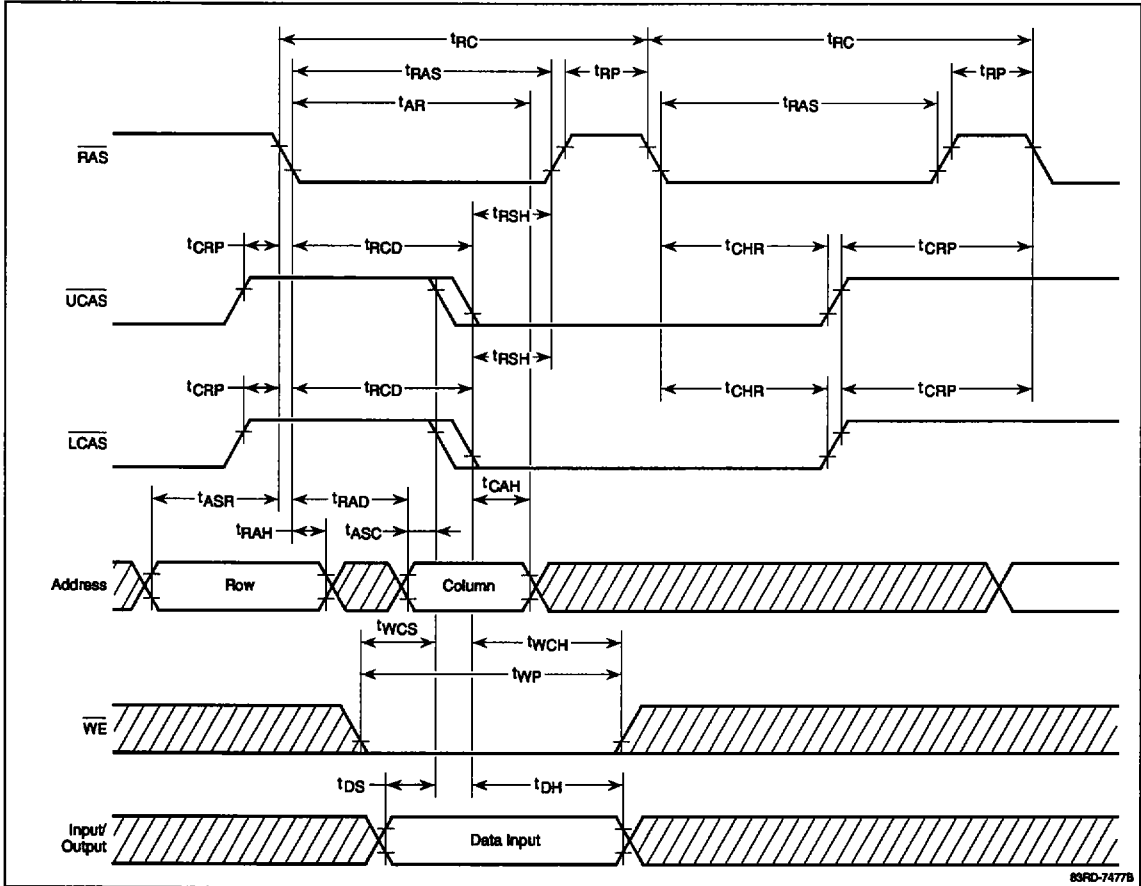 tRC tRC
tRAS tRP tRP
tAR tRAS
RAS
tRSH
tCRP tRCD tCHR tCRP
UCAS
tRSH
tCRP tRCD tCHR tCRP
LCAS
tCAH
tASR tRAD
tRAH tASC
Address Row Column
tWCS tWCH
tWP
WE
tDS tDH
Input/
Output Data Input
83RD-7477B